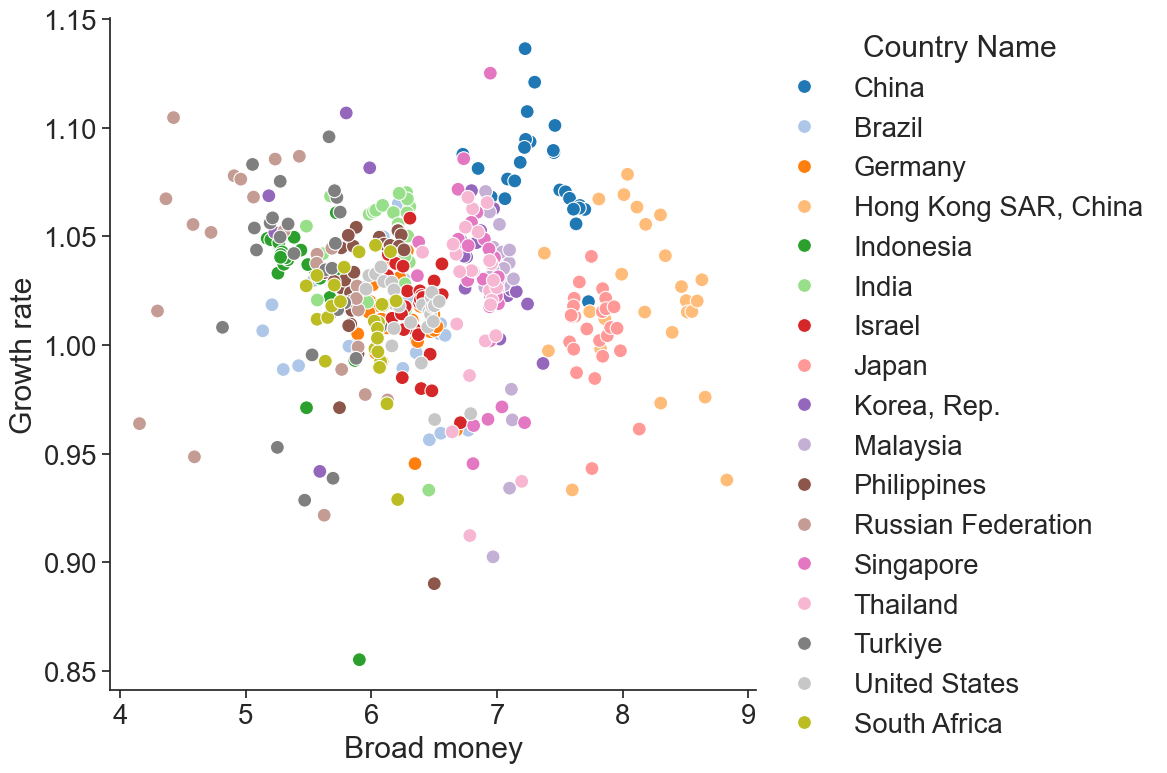 1.15
1.10
1.05
1.00
0.95
0.90
0.85
Growth rate
4 5 6 7 8 9
Broad money
Country Name
China
Brazil
Germany
Hong Kong SAR, China
Indonesia
India
Israel
Japan
Korea, Rep.
Malaysia
Philippines
Russian Federation
Singapore
Thailand
Turkiye
United States
South Africa